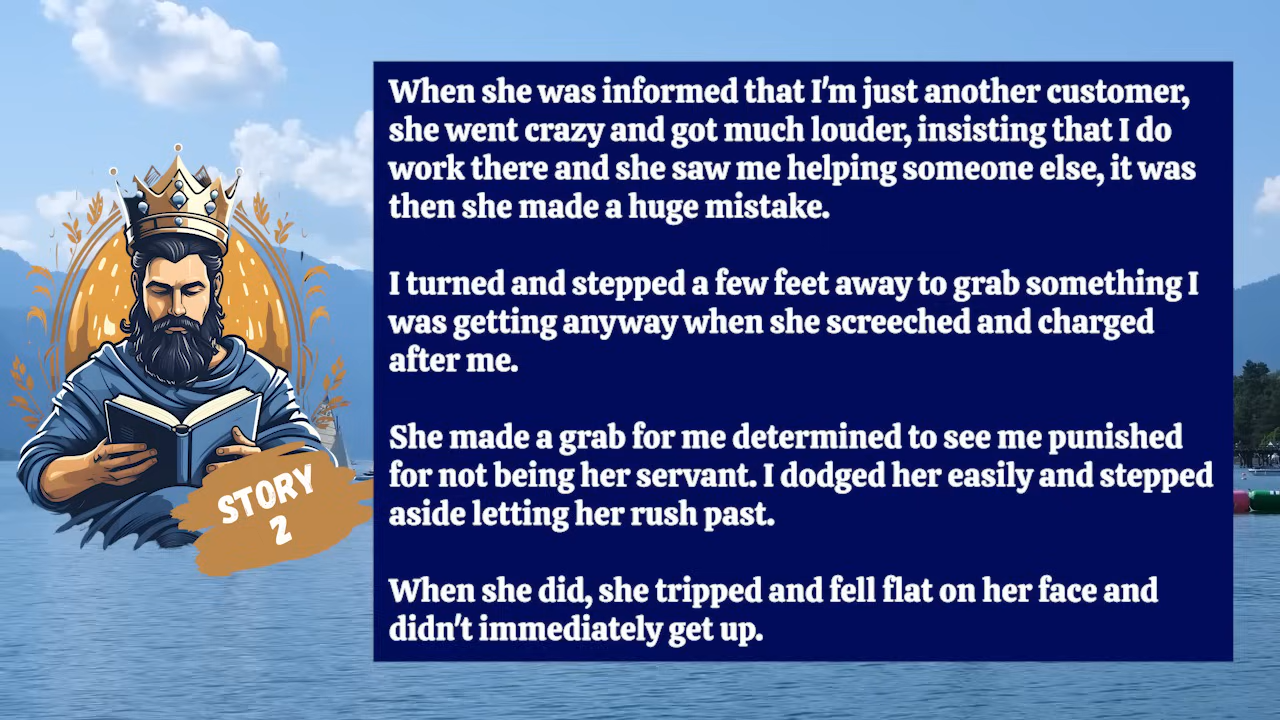 When she was informed that I'm just another customer,
she went crazy and got much louder, insisting that I do
work there and she saw me helping someone else, it was
then she made a huge mistake.
I turned and stepped a few feet away to grab something I
was getting anyway when she screeched and charged
after me.
She made a grab for me determined to see me punished
for not being her servant. I dodged her easily and stepped
aside letting her rush past.
When she did, she tripped and fell flat on her face and
didn't immediately get up.
STORY
2